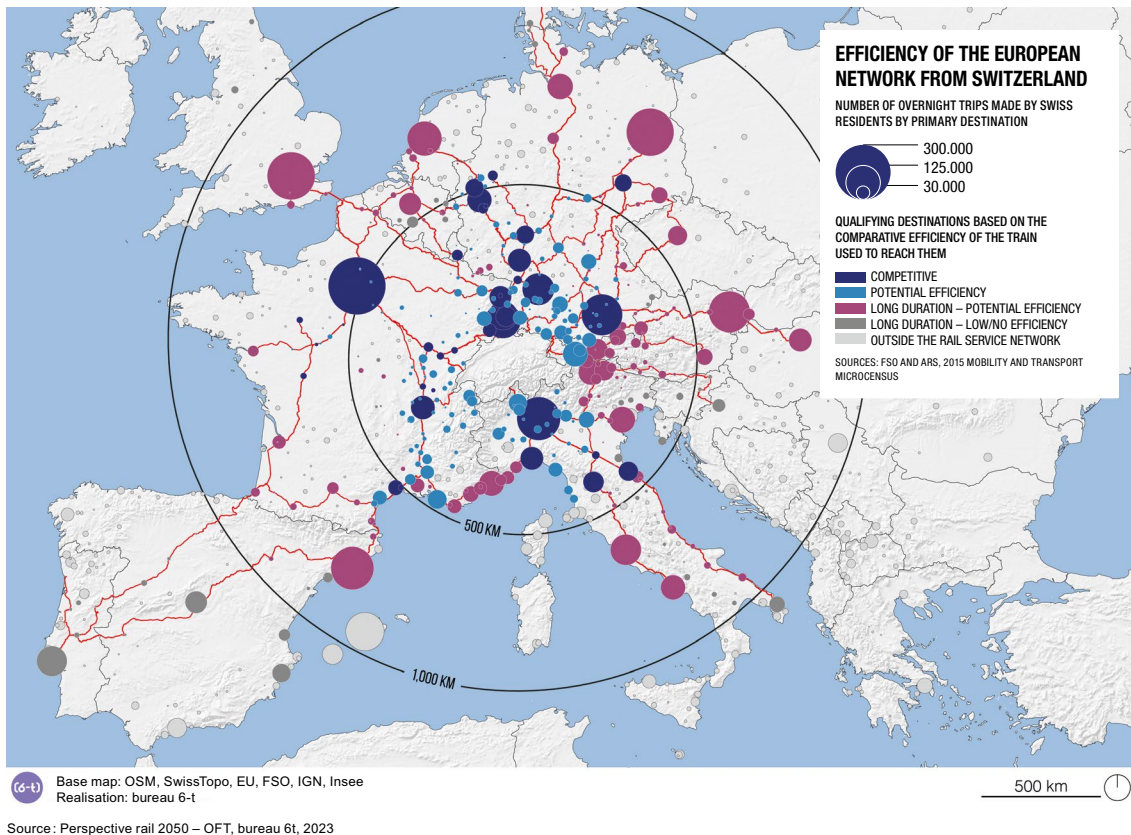 EFFICIENCY OF THE EUROPEAN
NETWORK FROM SWITZERLAND
NUMBER OF OVERNIGHT TRIPS MADE BY SWISS
RESIDENTS BY PRIMARY DESTINATION
300.000
125.000
30.000
QUALIFYING DESTINATIONS BASED ON THE
COMPARATIVE EFFICIENCY OF THE TRAIN
USED TO REACH THEM
COMPETITIVE
POTENTIAL EFFICIENCY
LONG DURATION – POTENTIAL EFFICIENCY
LONG DURATION – LOW/NO EFFICIENCY
OUTSIDE THE RAIL SERVICE NETWORK
SOURCES: FSO AND ARS, 2015 MOBILITY AND TRANSPORT
MICROCENSUS
500 KM
1,000 KM
(6-t)
Base map: OSM, SwissTopo, EU, FSO, IGN, Insee
Realisation: bureau 6-t
500 km
Source : Perspective rail 2050 – OFT, bureau 6t, 2023